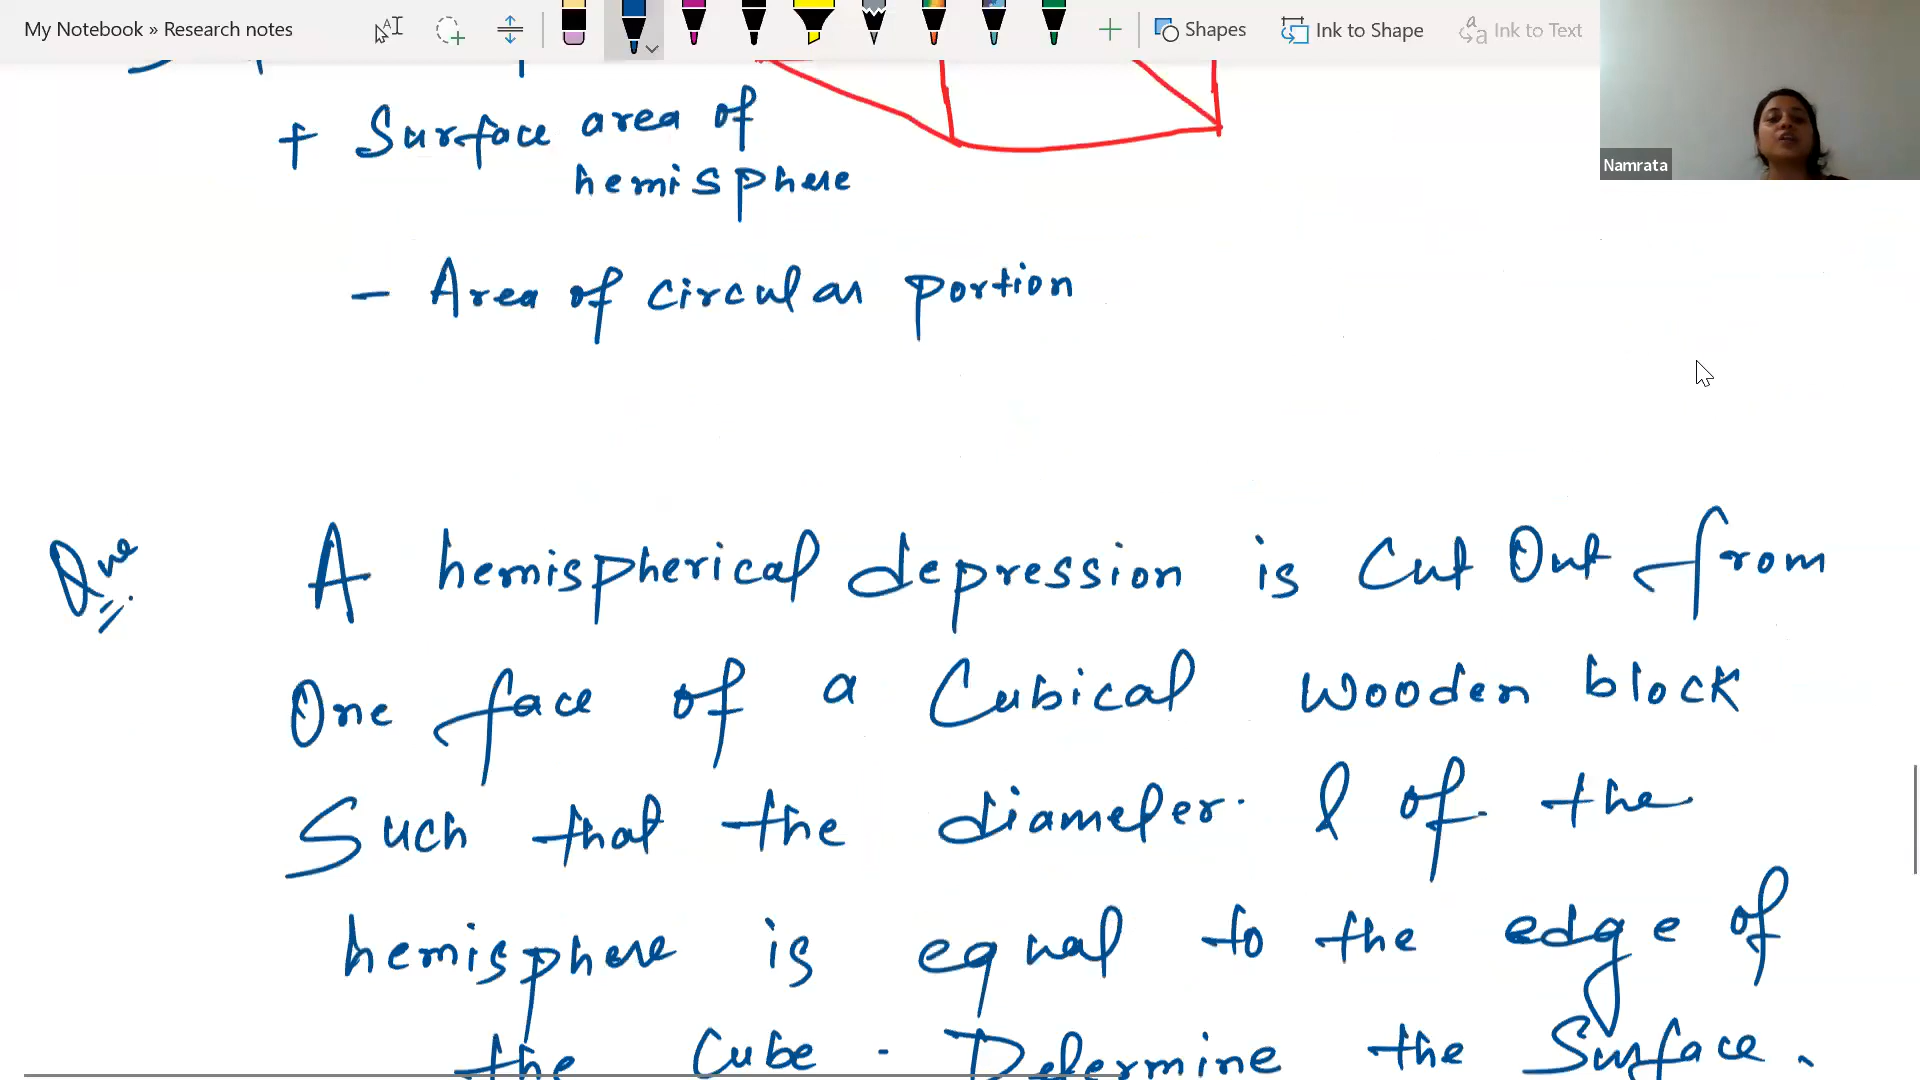 My Notebook » Research notes
Shapes
Ink to Shape
Ink to Text
Namrata
+ Surface area of
hemisphere
- Area of circular portion
Que A hemispherical depression is Cut Out from
One face of a Cubical wooden block
Such that the diameter l of the
hemisphere is equal to the edge of
the Cube. Determine the Surface